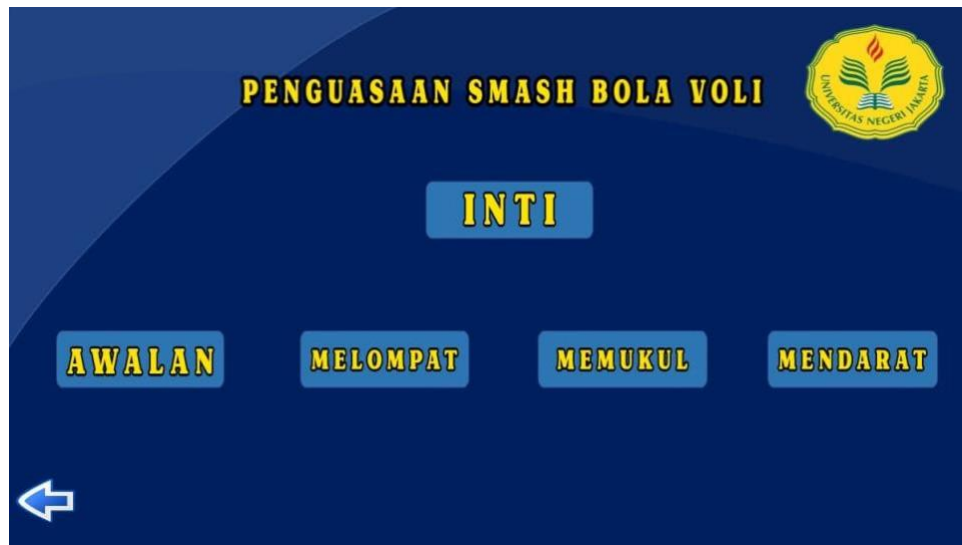 PENGUASAAN SMASH BOLA VOLI
UNIVERSITAS NEGERI JAKARTA
INTI
AWALAN
MELOMPAT
MEMUKUL
MENDARAT